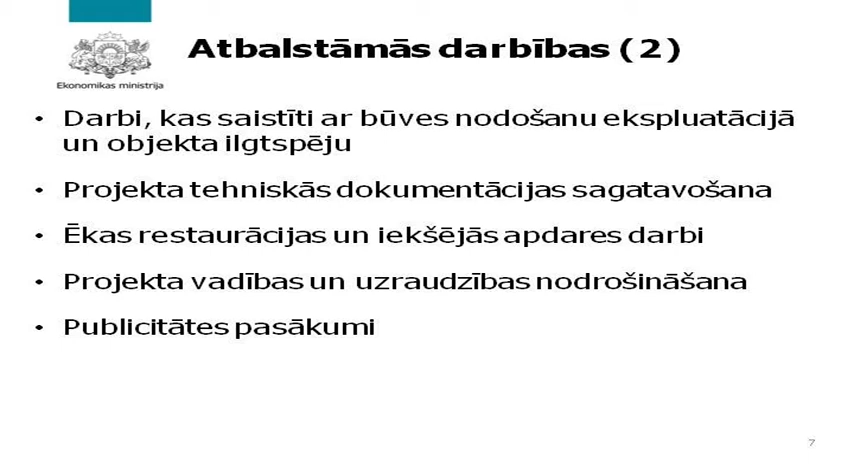 Atbalstāmās darbības (2)
Ekonomikas ministrija
• Darbi, kas saistīti ar būves nodošanu ekspluatācijā
un objekta ilgtspēju
• Projekta tehniskās dokumentācijas sagatavošana
• Ēkas restaurācijas un iekšējās apdares darbi
• Projekta vadības un uzraudzības nodrošināšana
• Publicitātes pasākumi
7